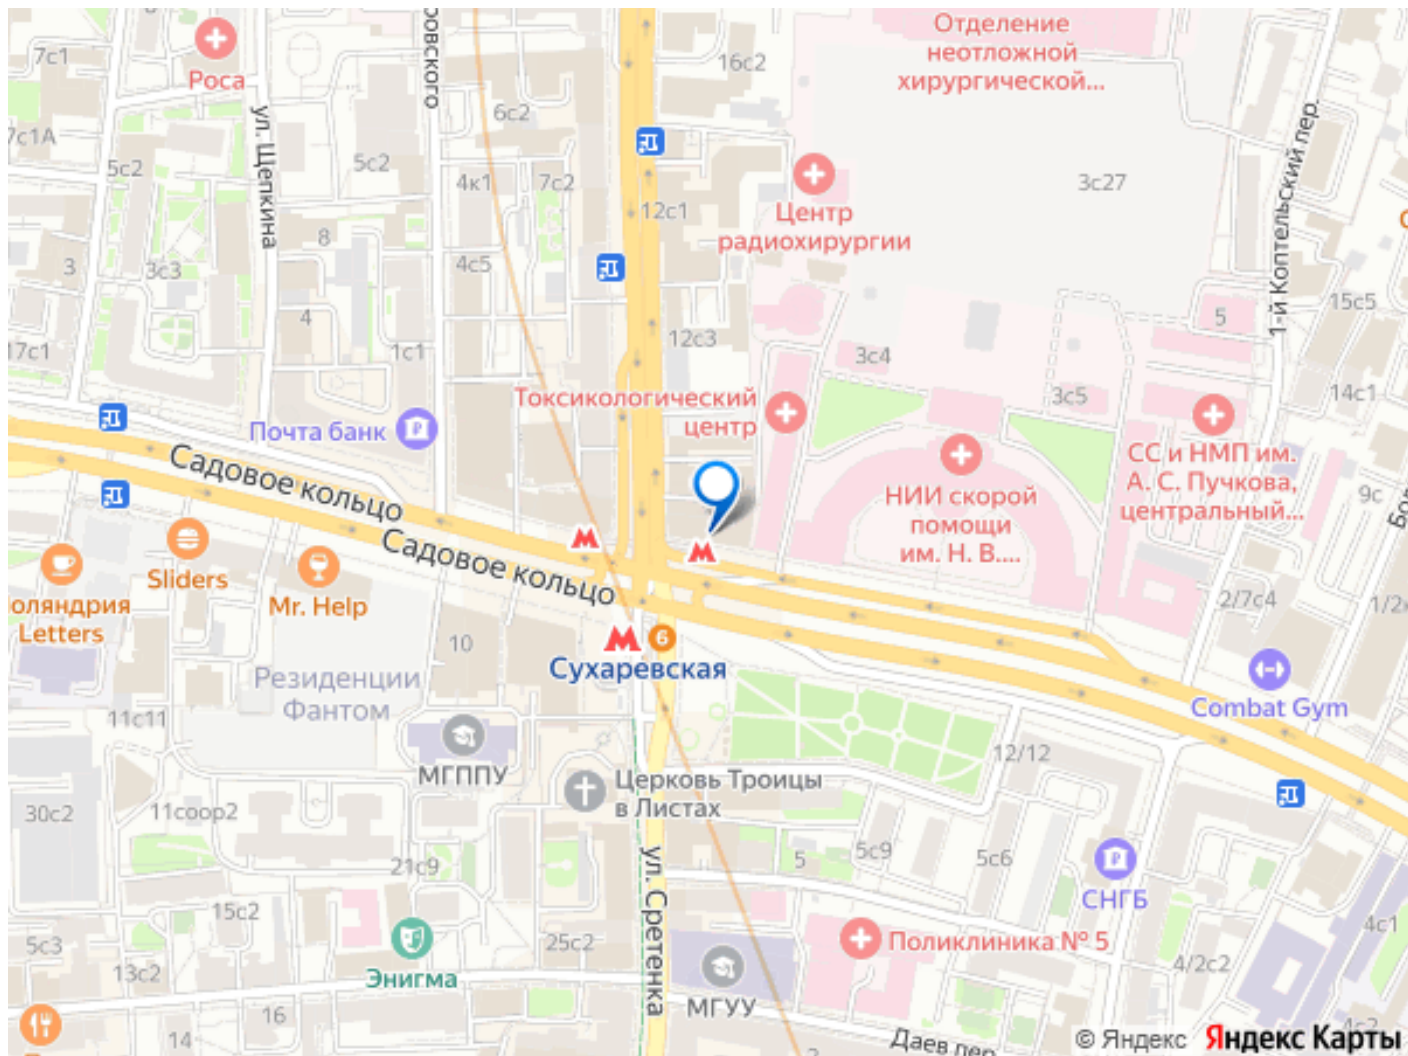 Отделение
неотложной
хирургической...
7с1
Роса
ровского
16с2
6с2
7с1А
ул. Щепкина
5с2
5с2
4к1
7с2
12с1
3с27
1-й Коптельский пер.
Центр
радиохирургии
8
3
3с3
4с5
4
15с5
5
17с1
1с1
12с3
3с4
3с5
14с1
Токсикологический
центр
Почта банк
СС и НМП им.
А. С. Пучкова,
центральный...
Садовое кольцо
НИИ скорой
помощи
им. Н. В....
9с
Садовое кольцо
Sliders
Mr. Help
оляндрия
Letters
2/7с4
1/2
10
6
Сухаревская
Резиденции
Фантом
Combat Gym
11с11
МГППУ
12/12
Церковь Троицы
в Листах
30с2
11соор2
21с9
5
5с9
5с6
СНГБ
ул. Сретенка
15с2
4с1
5с3
25с2
Поликлиника № 5
13с2
Энигма
4/2с2
МГУУ
16
14
2
4с2
Даев пер.
© Яндекс Яндекс Карты